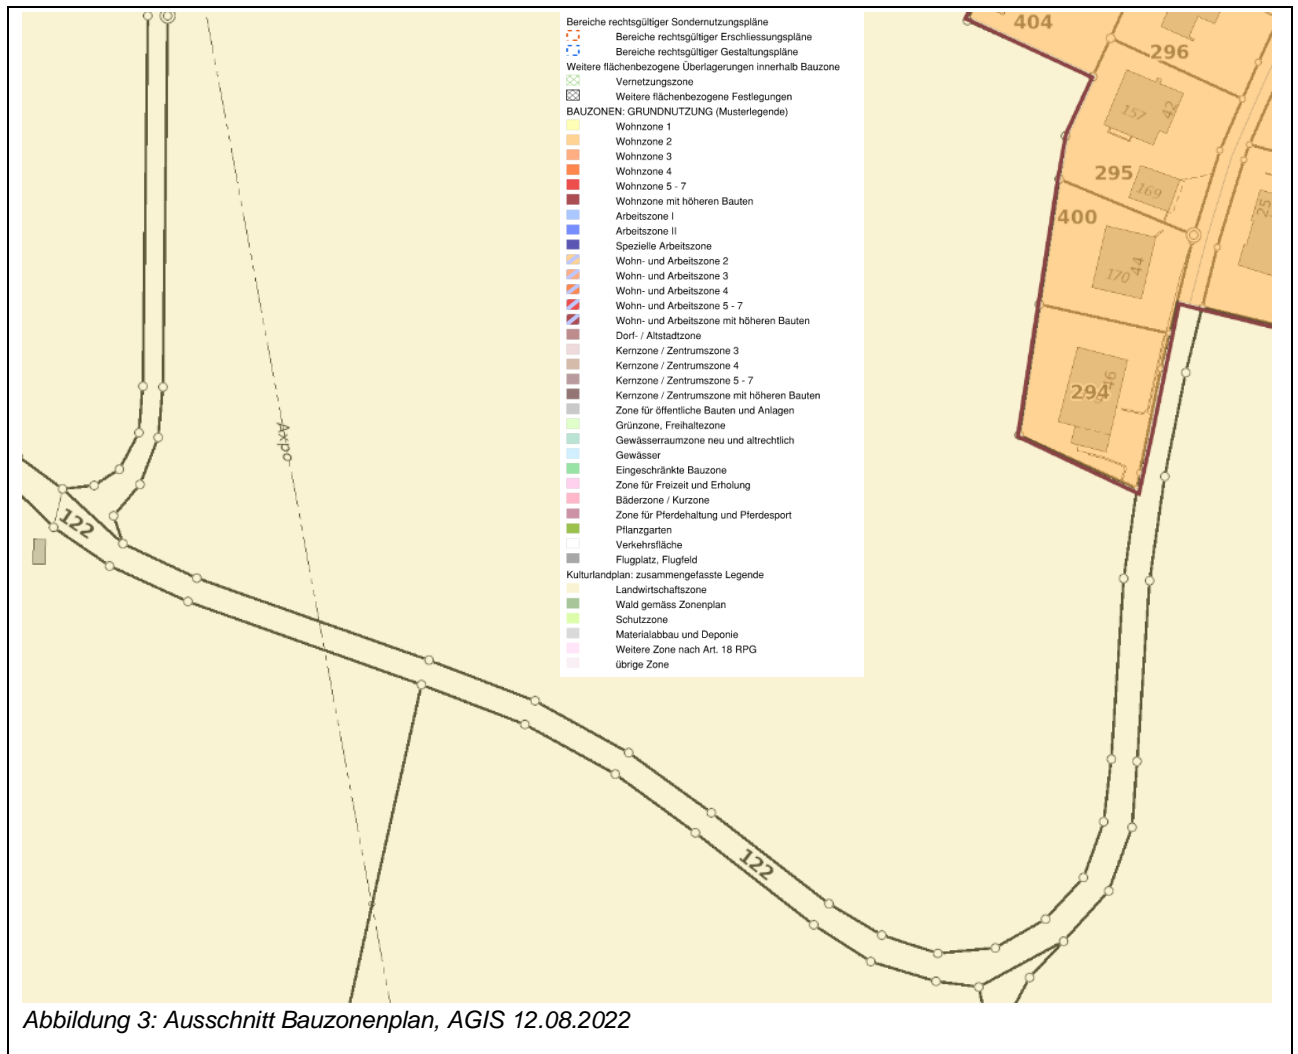 Bereiche rechtsgültiger Sondernutzungspläne
Bereiche rechtsgültiger Erschliessungspläne
Bereiche rechtsgültiger Gestaltungspläne
Weitere flächenbezogene Überlagerungen innerhalb Bauzone
Vernetzungszone
Weitere flächenbezogene Festlegungen
BAUZONEN: GRUNDNUTZUNG (Musterlegende)
Wohnzone 1
Wohnzone 2
Wohnzone 3
Wohnzone 4
Wohnzone 5 - 7
Wohnzone mit höheren Bauten
Arbeitszone I
Arbeitszone II
Spezielle Arbeitszone
Wohn- und Arbeitszone 2
Wohn- und Arbeitszone 3
Wohn- und Arbeitszone 4
Wohn- und Arbeitszone 5 - 7
Wohn- und Arbeitszone mit höheren Bauten
Dorf- / Altstadtzone
Kernzone / Zentrumszone 3
Kernzone / Zentrumszone 4
Kernzone / Zentrumszone 5 - 7
Kernzone / Zentrumszone mit höheren Bauten
Zone für öffentliche Bauten und Anlagen
Grünzone, Freihaltezone
Gewässerraumzone neu und altrechtlich
Gewässer
Eingeschränkte Bauzone
Zone für Freizeit und Erholung
Bäderzone / Kurzone
Zone für Pferdehaltung und Pferdesport
Pflanzgarten
Verkehrsfläche
Flugplatz, Flugfeld
Kulturlandplan: zusammengefasste Legende
Landwirtschaftszone
Wald gemäss Zonenplan
Schutzzone
Materialabbau und Deponie
Weitere Zone nach Art. 18 RPG
übrige Zone
404
296
157
42
295
169
25
400
170
44
294
46
Axpo
122
122
Abbildung 3: Ausschnitt Bauzonenplan, AGIS 12.08.2022